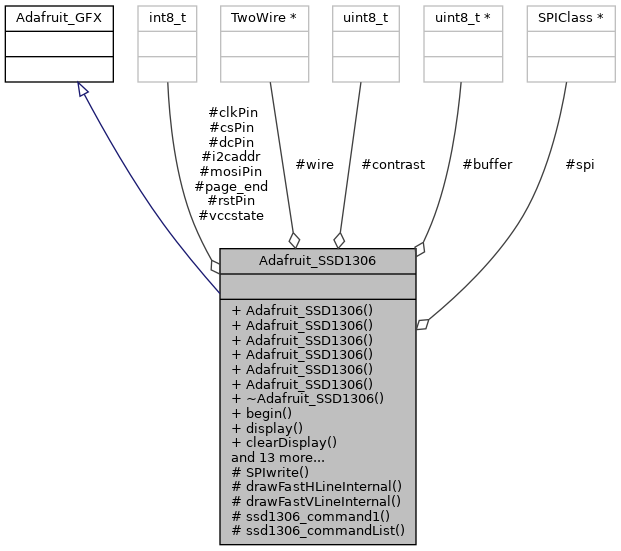 Adafruit_GFX
int8_t
TwoWire *
uint8_t
uint8_t *
SPIClass *
#clkPin
#csPin
#dcPin
#i2caddr
#mosiPin
#page_end
#rstPin
#vccstate
#wire
#contrast
#buffer
#spi
Adafruit_SSD1306
+ Adafruit_SSD1306()
+ Adafruit_SSD1306()
+ Adafruit_SSD1306()
+ Adafruit_SSD1306()
+ Adafruit_SSD1306()
+ Adafruit_SSD1306()
+ ~Adafruit_SSD1306()
+ begin()
+ display()
+ clearDisplay()
and 13 more...
# SPIwrite()
# drawFastHLineInternal()
# drawFastVLineInternal()
# ssd1306_command1()
# ssd1306_commandList()